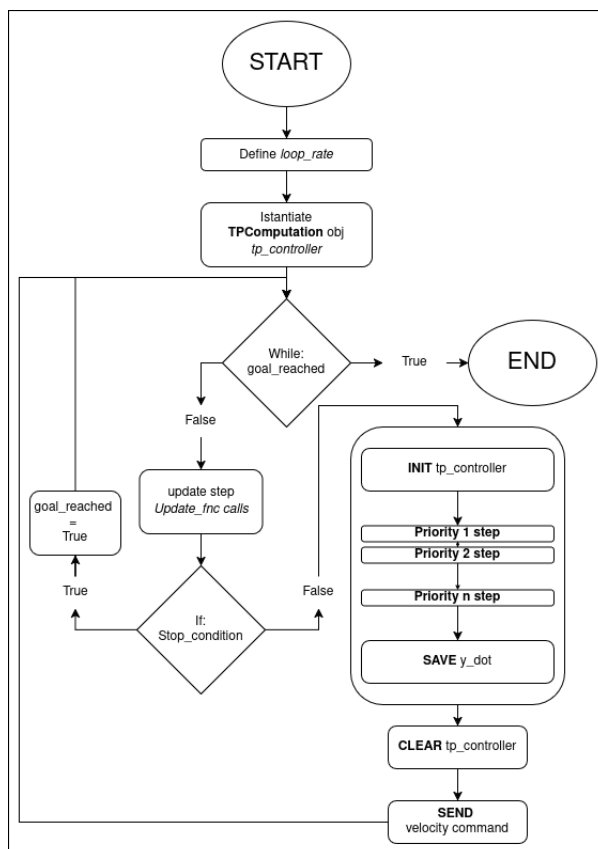 START
Define loop_rate
Istantiate
TPComputation obj
tp_controller
While:
goal_reached
True
END
False
update step
Update_fnc calls
goal_reached
=
True
True
If:
Stop_condition
False
INIT tp_controller
Priority 1 step
Priority 2 step
Priority n step
SAVE y_dot
CLEAR tp_controller
SEND
velocity command